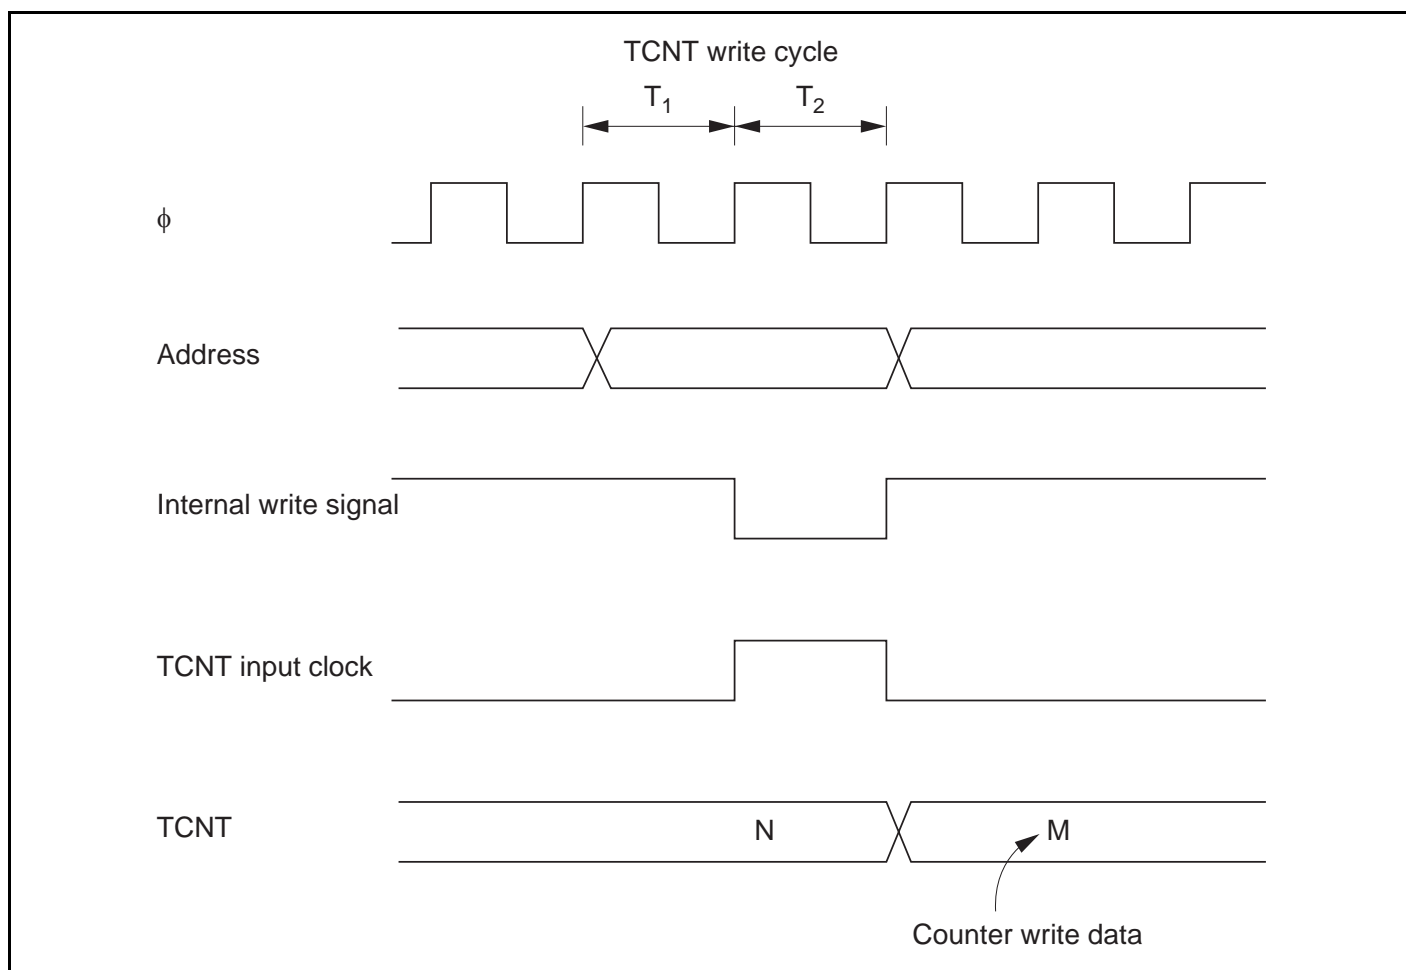 TCNT write cycle
T1 T2
ϕ
Address
Internal write signal
TCNT input clock
TCNT N M
Counter write data